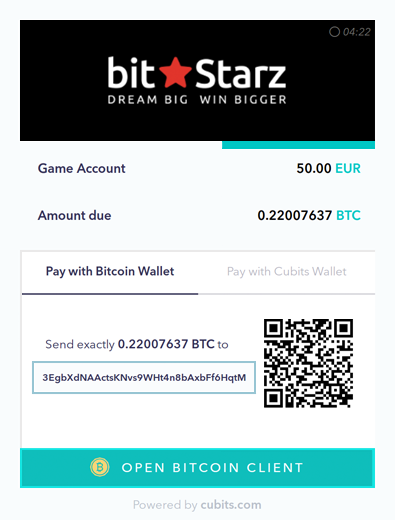 04:22
bit Starz
DREAM BIG WIN BIGGER
Game Account 50.00 EUR
Amount due 0.22007637 BTC
Pay with Bitcoin Wallet Pay with Cubits Wallet
Send exactly 0.22007637 BTC to
3EgbXdNAActsKNvs9WHt4n8bAxbFf6HqtM
OPEN BITCOIN CLIENT
Powered by cubits.com